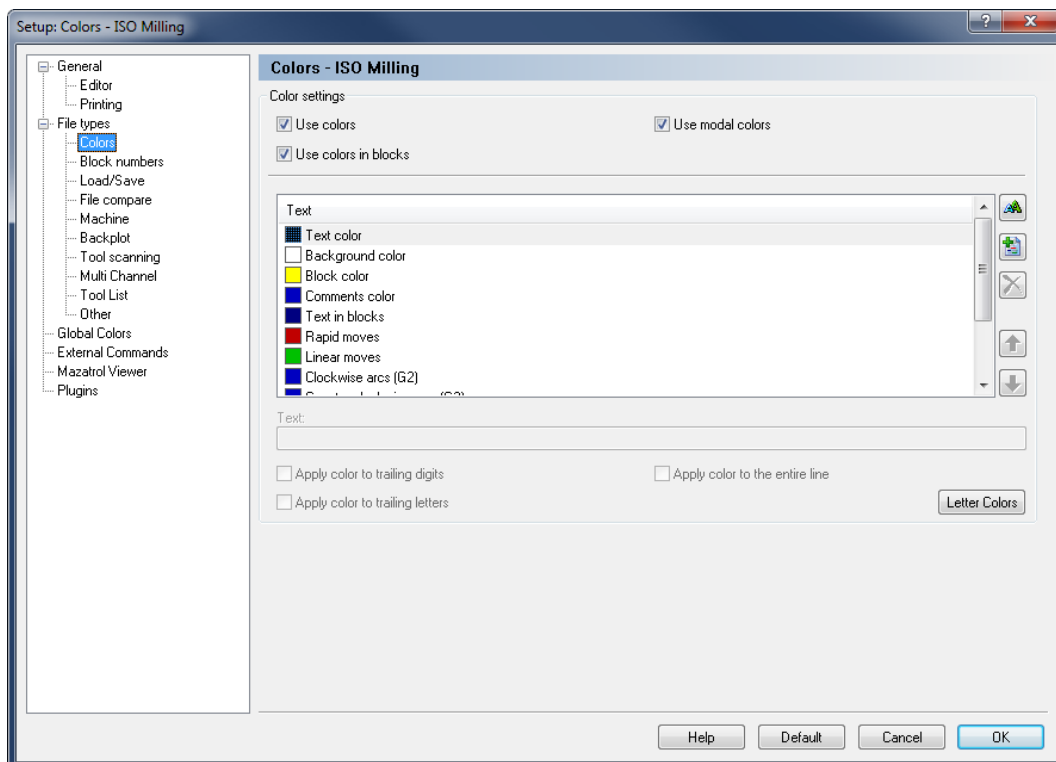 Setup: Colors - ISO Milling
General
Editor
Printing
File types
Colors
Block numbers
Load/Save
File compare
Machine
Backplot
Tool scanning
Multi Channel
Tool List
Other
Global Colors
External Commands
Mazatrol Viewer
Plugins
Colors - ISO Milling
Color settings
Use colors
Use modal colors
Use colors in blocks
Text
Text color
Background color
Block color
Comments color
Text in blocks
Rapid moves
Linear moves
Clockwise arcs (G2)
Text:
Apply color to trailing digits
Apply color to the entire line
Apply color to trailing letters
Letter Colors
Help
Default
Cancel
OK